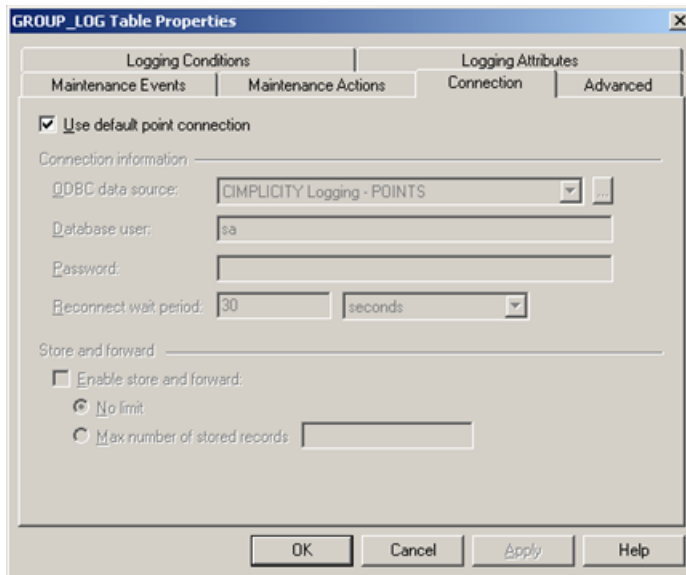 GROUP_LOG Table Properties
Logging Conditions Logging Attributes
Maintenance Events Maintenance Actions Connection Advanced
Use default point connection
Connection information
ODBC data source: CIMPLICITY Logging - POINTS ...
Database user: sa
Password:
Reconnect wait period: 30 seconds
Store and forward
Enable store and forward:
No limit
Max number of stored records
OK Cancel Apply Help